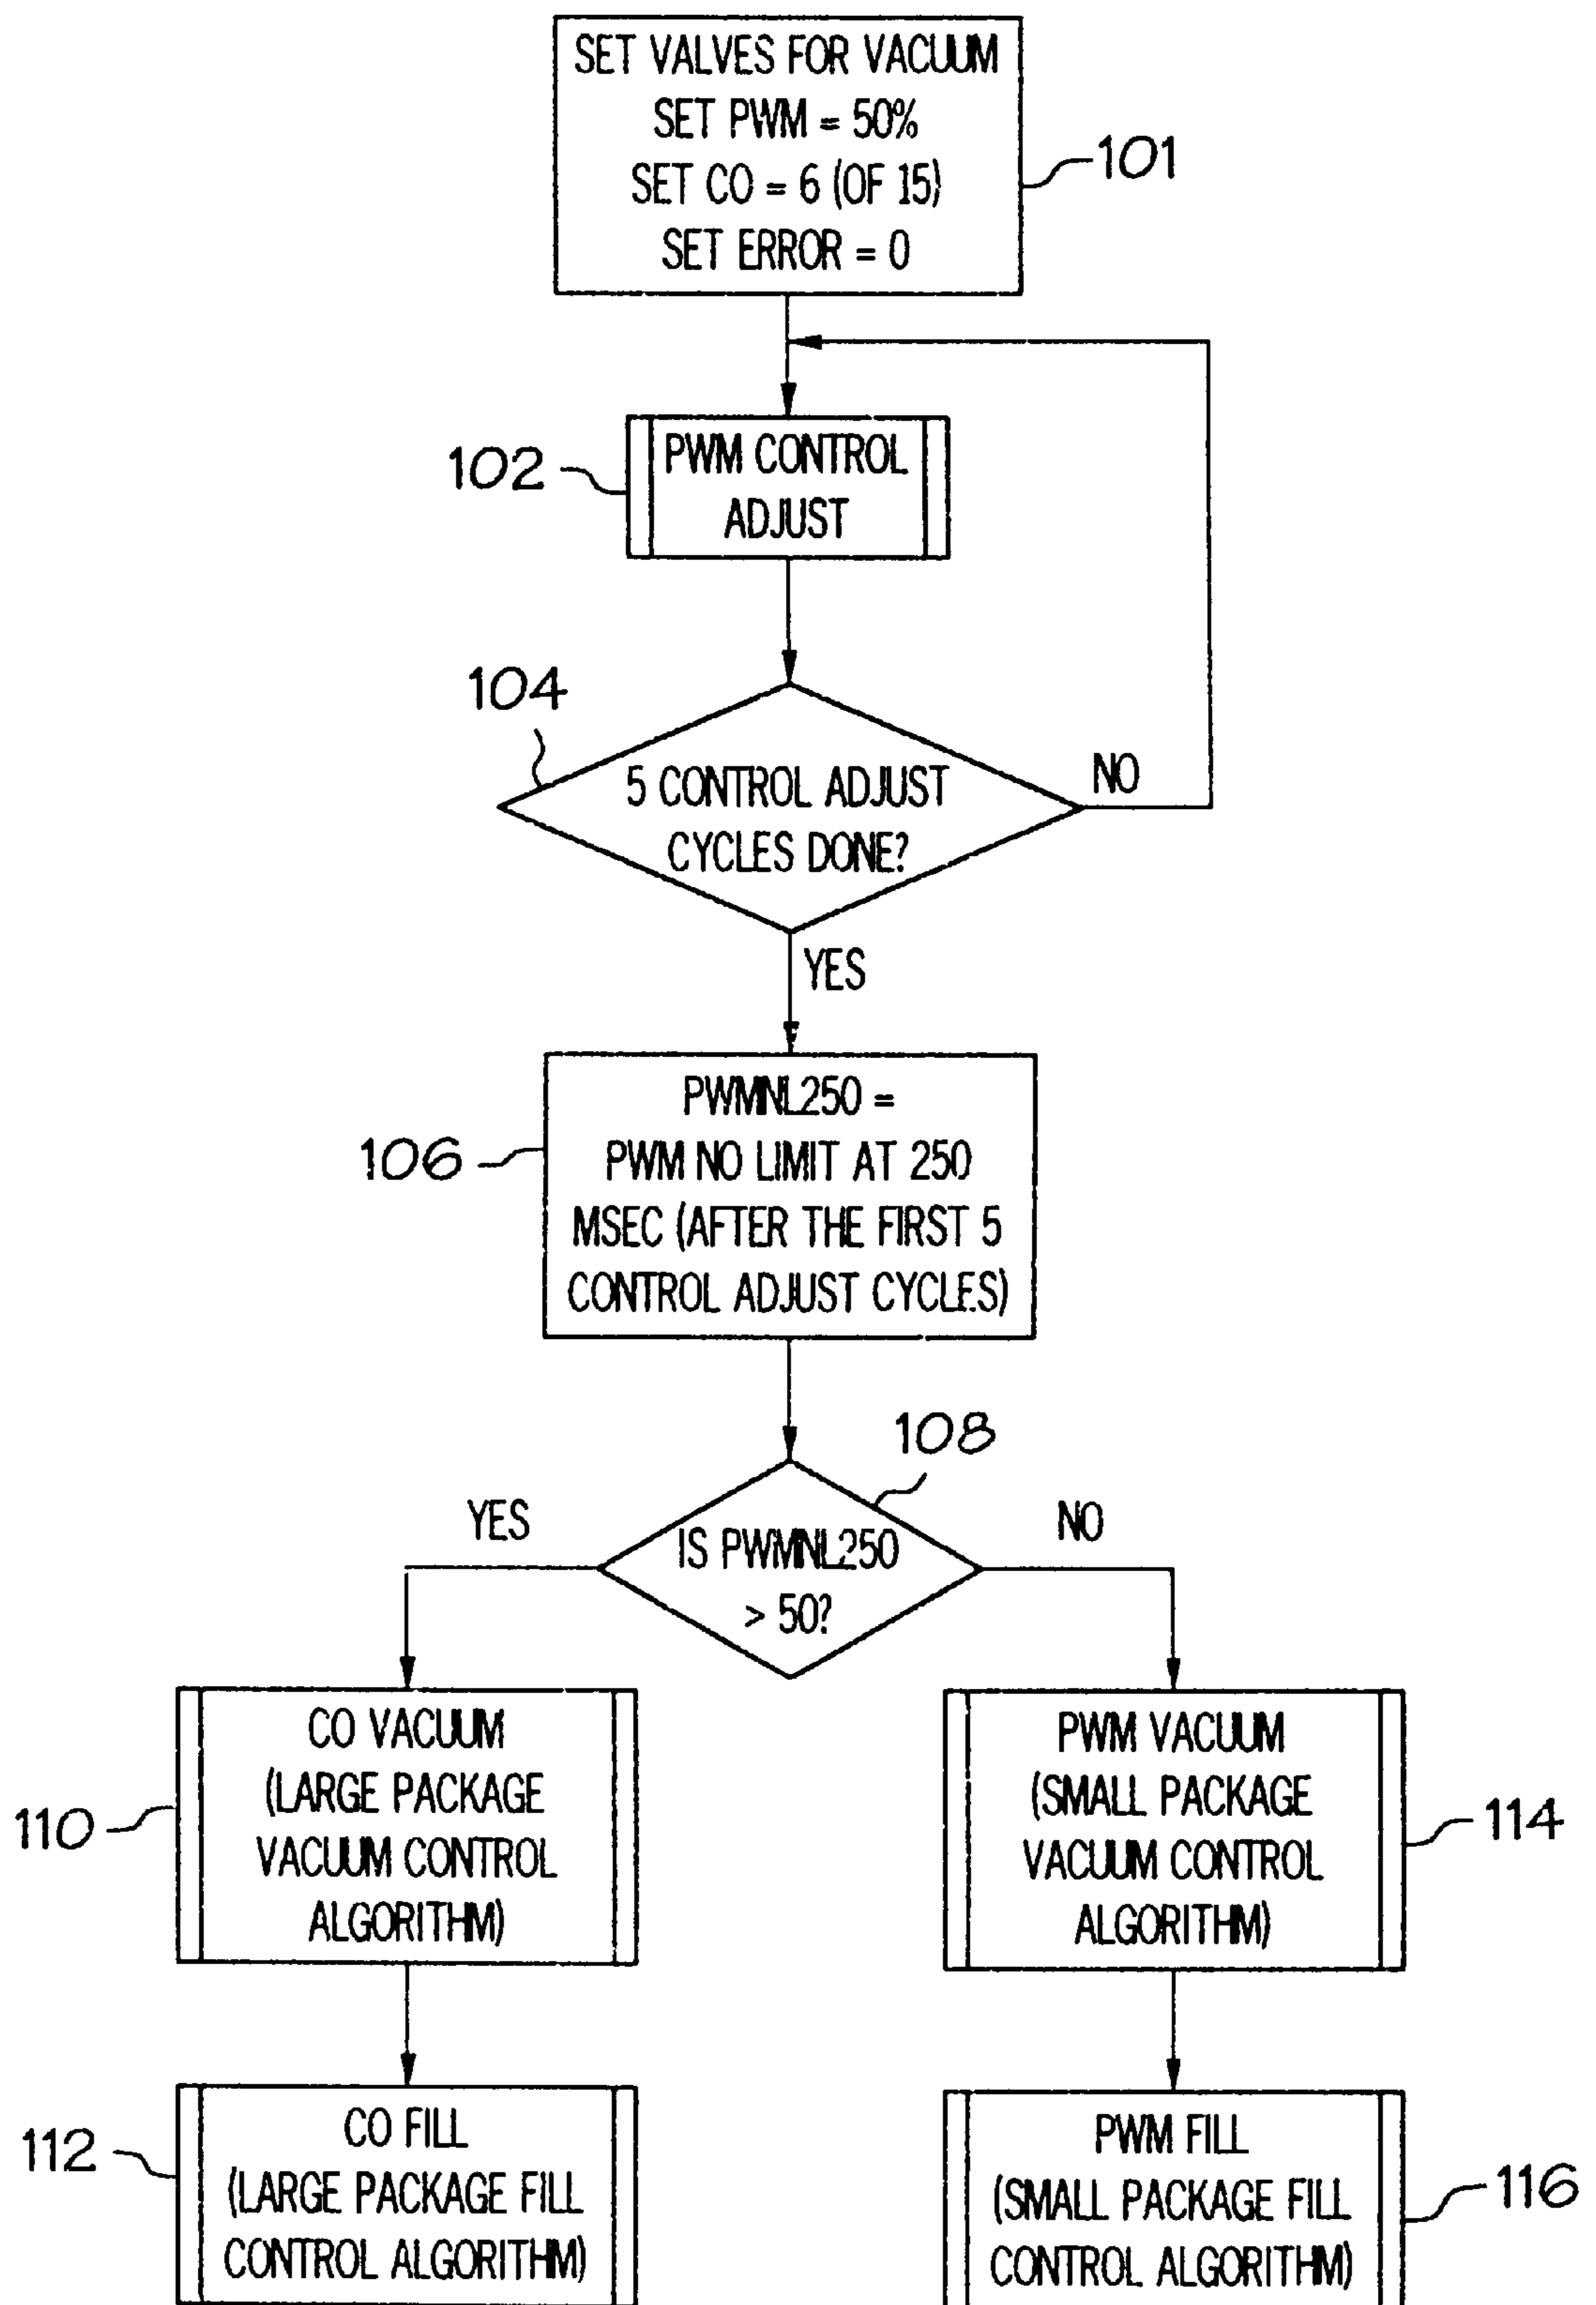 SET VALVES FOR VACUUM
SET PWM = 50%
SET CO = 6 (OF 15)
SET ERROR = 0
101
102
PWM CONTROL
ADJUST
104
5 CONTROL ADJUST
CYCLES DONE?
NO
YES
106
PWMNL250 =
PWM NO LIMIT AT 250
MSEC (AFTER THE FIRST 5
CONTROL ADJUST CYCLES)
108
YES
IS PWMNL250
> 50?
NO
110
CO VACUUM
(LARGE PACKAGE
VACUUM CONTROL
ALGORITHM)
PWM VACUUM
(SMALL PACKAGE
VACUUM CONTROL
ALGORITHM)
114
112
CO FILL
(LARGE PACKAGE FILL
CONTROL ALGORITHM)
PWM FILL
(SMALL PACKAGE FILL
CONTROL ALGORITHM)
116